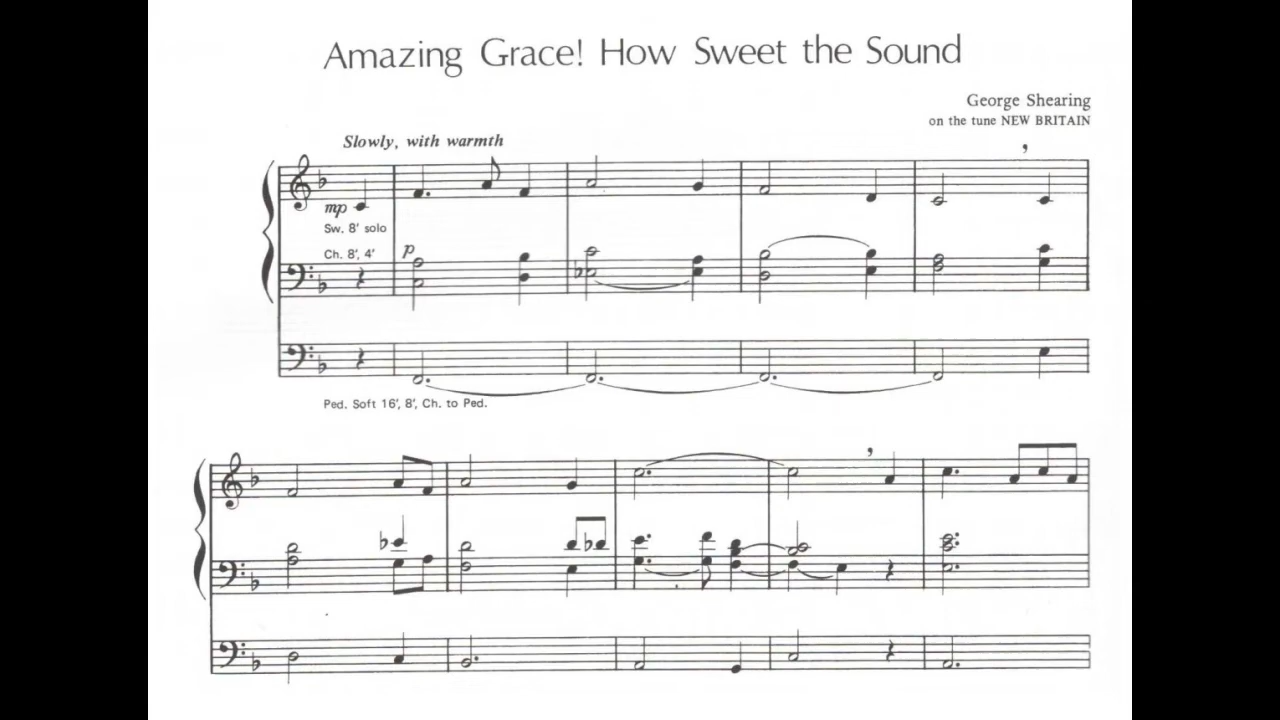 Amazing Grace! How Sweet the Sound
George Shearing
on the tune NEW BRITAIN
Slowly, with warmth
mp
Sw. 8' solo
Ch. 8', 4'
p
Ped. Soft 16', 8', Ch. to Ped.